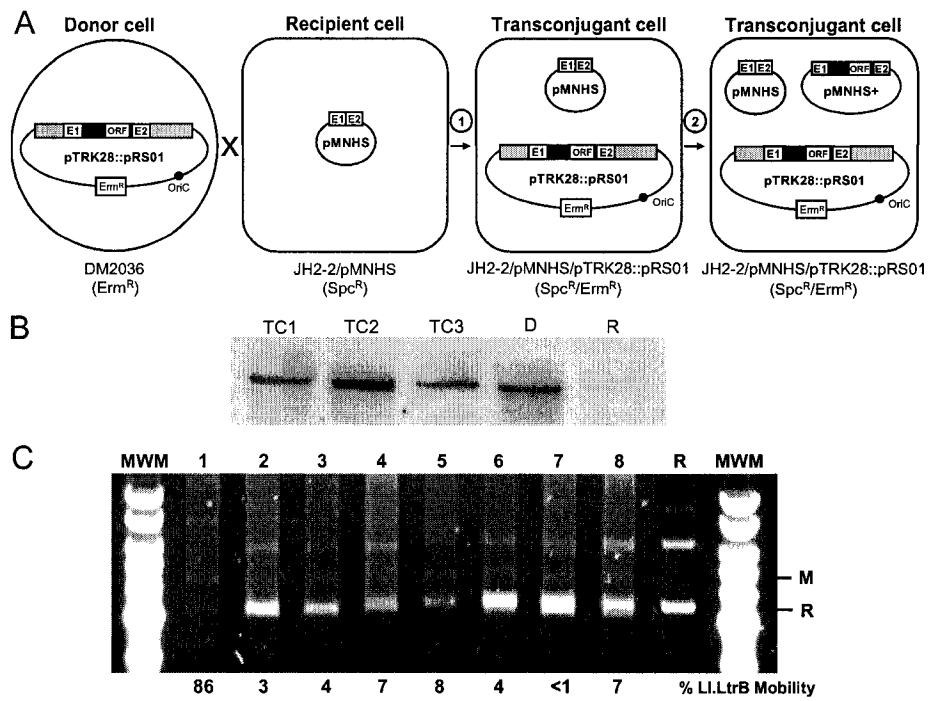 A
Donor cell
Recipient cell
Transconjugant cell
Transconjugant cell
E1 ORF E2
pTRK28::pRS01
ErmR
OriC
X
E1 E2
pMNHS
1
E1 E2
pMNHS
E1 ORF E2
pTRK28::pRS01
ErmR
OriC
2
E1 E2
pMNHS
E1 ORF E2
pMNHS+
E1 ORF E2
pTRK28::pRS01
ErmR
OriC
DM2036
(ErmR)
JH2-2/pMNHS
(SpcR)
JH2-2/pMNHS/pTRK28::pRS01
(SpcR/ErmR)
JH2-2/pMNHS/pTRK28::pRS01
(SpcR/ErmR)
B
TC1 TC2 TC3 D R
C
MWM 1 2 3 4 5 6 7 8 R MWM
M
R
86 3 4 7 8 4 <1 7 % Ll.LtrB Mobility